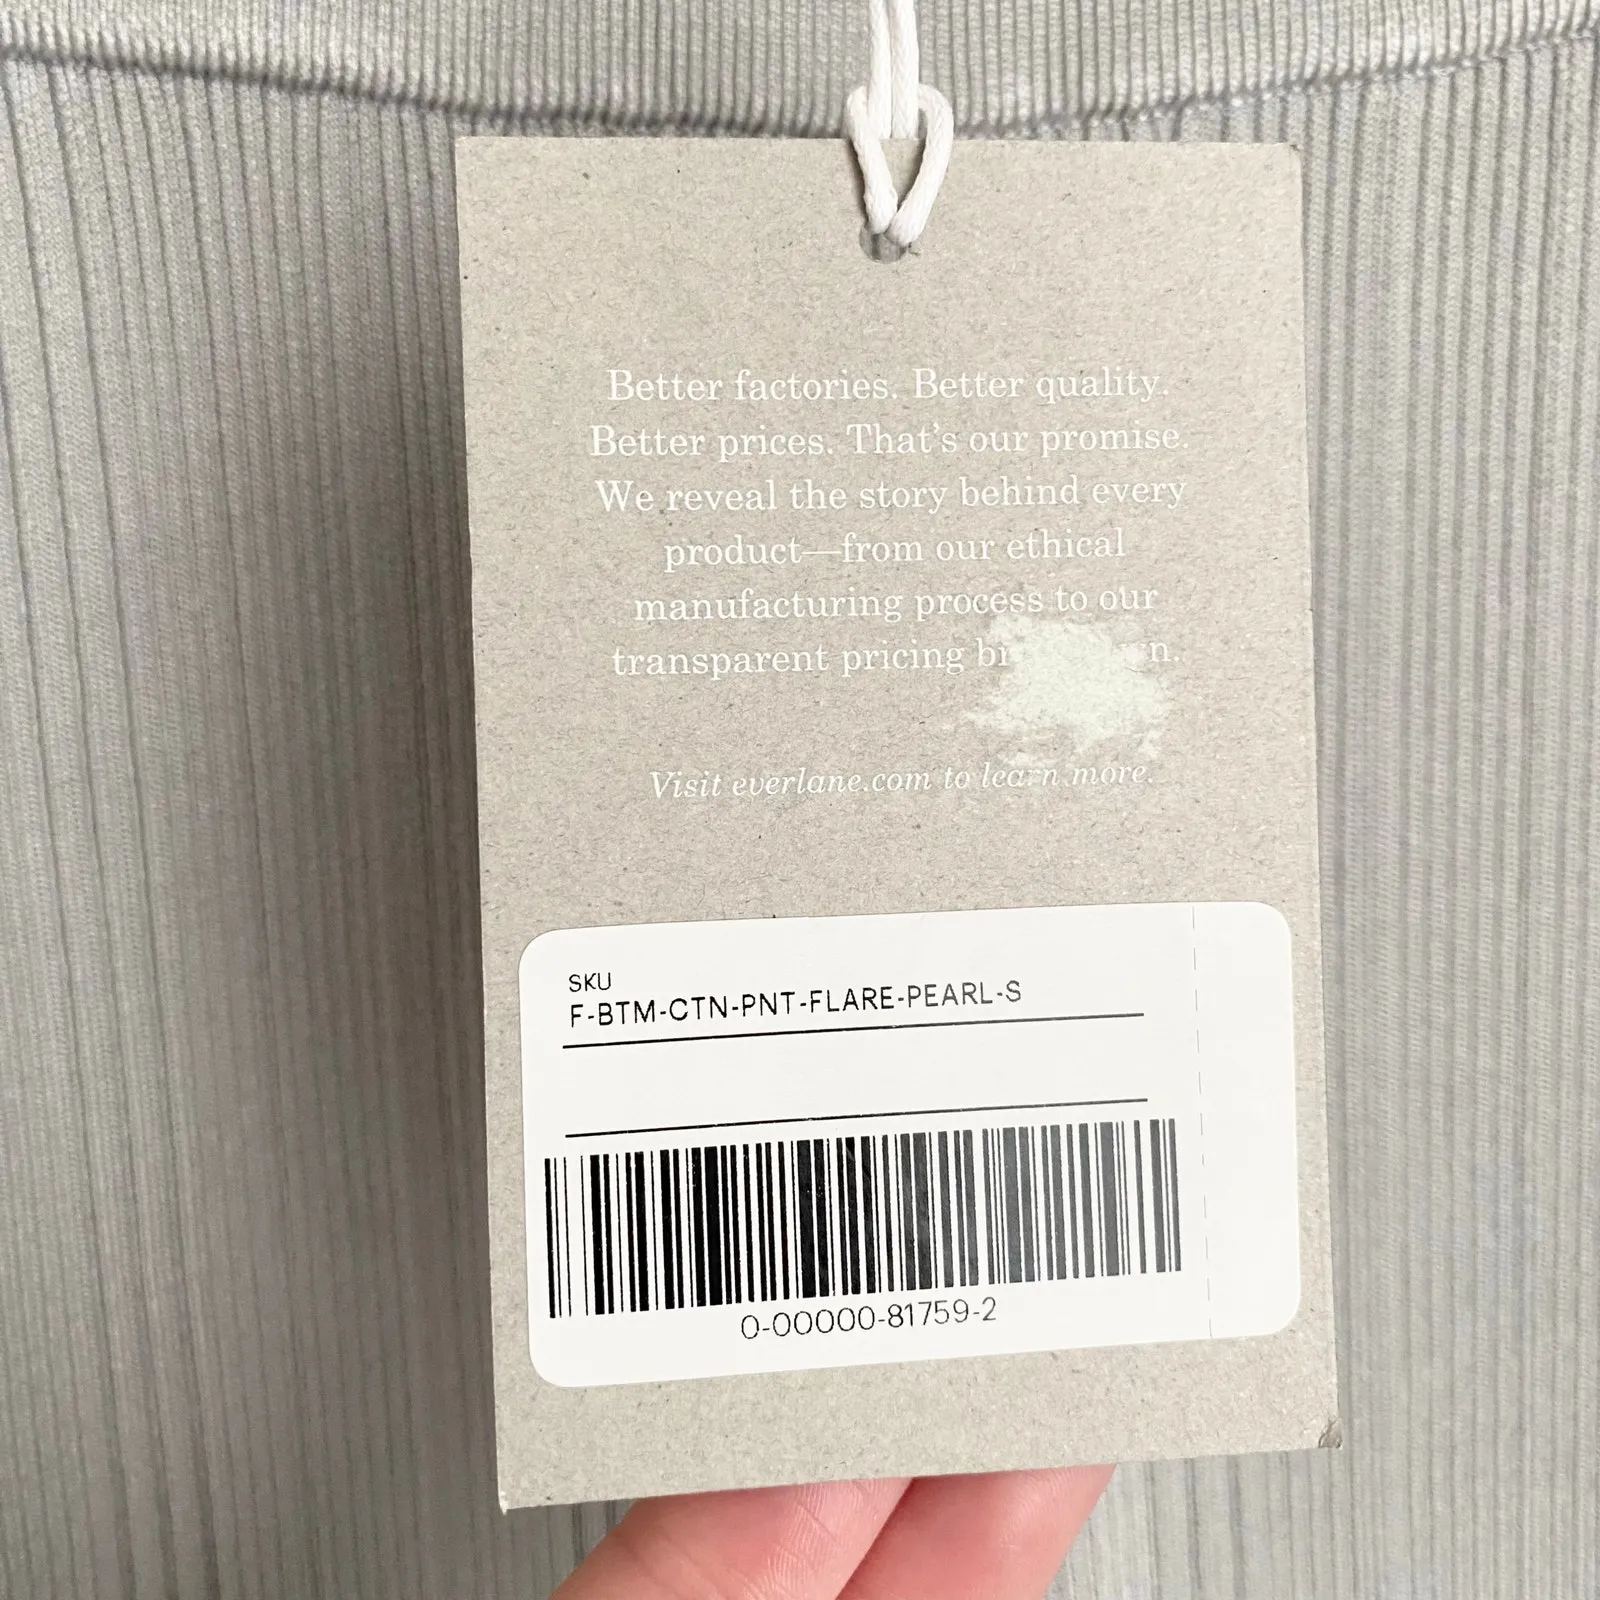 Better factories. Better quality.
Better prices. That's our promise.
We reveal the story behind every
product—from our ethical
manufacturing process to our
transparent pricing
Visit everlane.com to learn more.
SKU
F-BTM-CTN-PNT-FLARE-PEARL-S
0-00000-81759-2